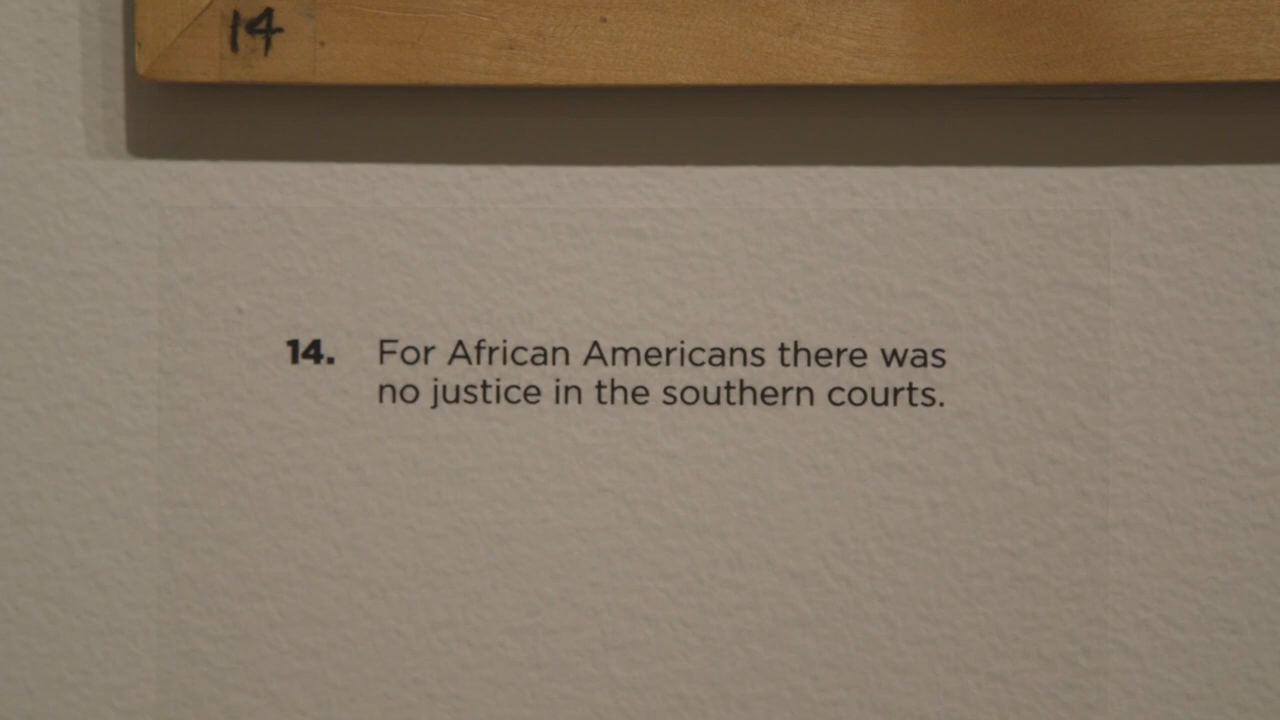 14
14. For African Americans there was
no justice in the southern courts.